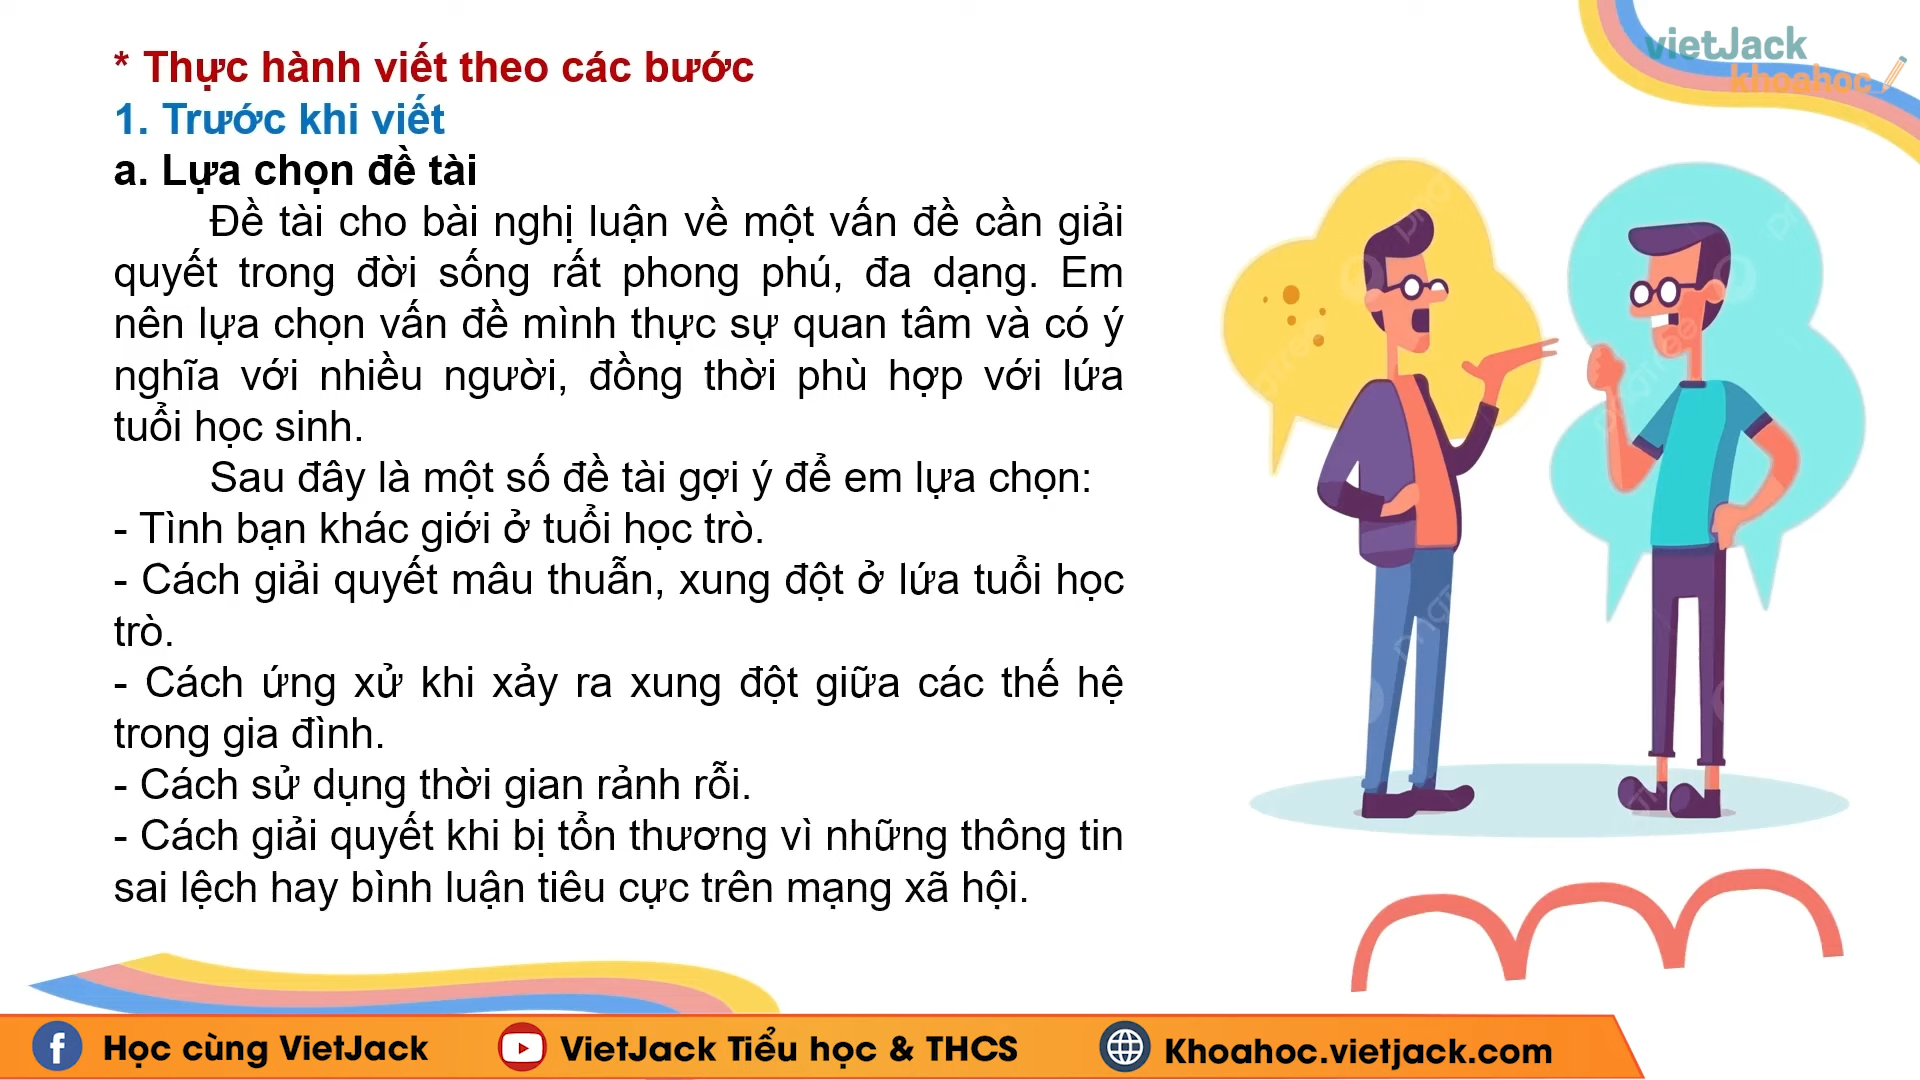 vietJack
khoahoc
* Thực hành viết theo các bước
1. Trước khi viết
a. Lựa chọn đề tài
Đề tài cho bài nghị luận về một vấn đề cần giải
quyết trong đời sống rất phong phú, đa dạng. Em
nên lựa chọn vấn đề mình thực sự quan tâm và có ý
nghĩa với nhiều người, đồng thời phù hợp với lứa
tuổi học sinh.
Sau đây là một số đề tài gợi ý để em lựa chọn:
- Tình bạn khác giới ở tuổi học trò.
- Cách giải quyết mâu thuẫn, xung đột ở lứa tuổi học
trò.
- Cách ứng xử khi xảy ra xung đột giữa các thế hệ
trong gia đình.
- Cách sử dụng thời gian rảnh rỗi.
- Cách giải quyết khi bị tổn thương vì những thông tin
sai lệch hay bình luận tiêu cực trên mạng xã hội.
Học cùng VietJack
VietJack Tiểu học & THCS
Khoahoc.vietjack.com